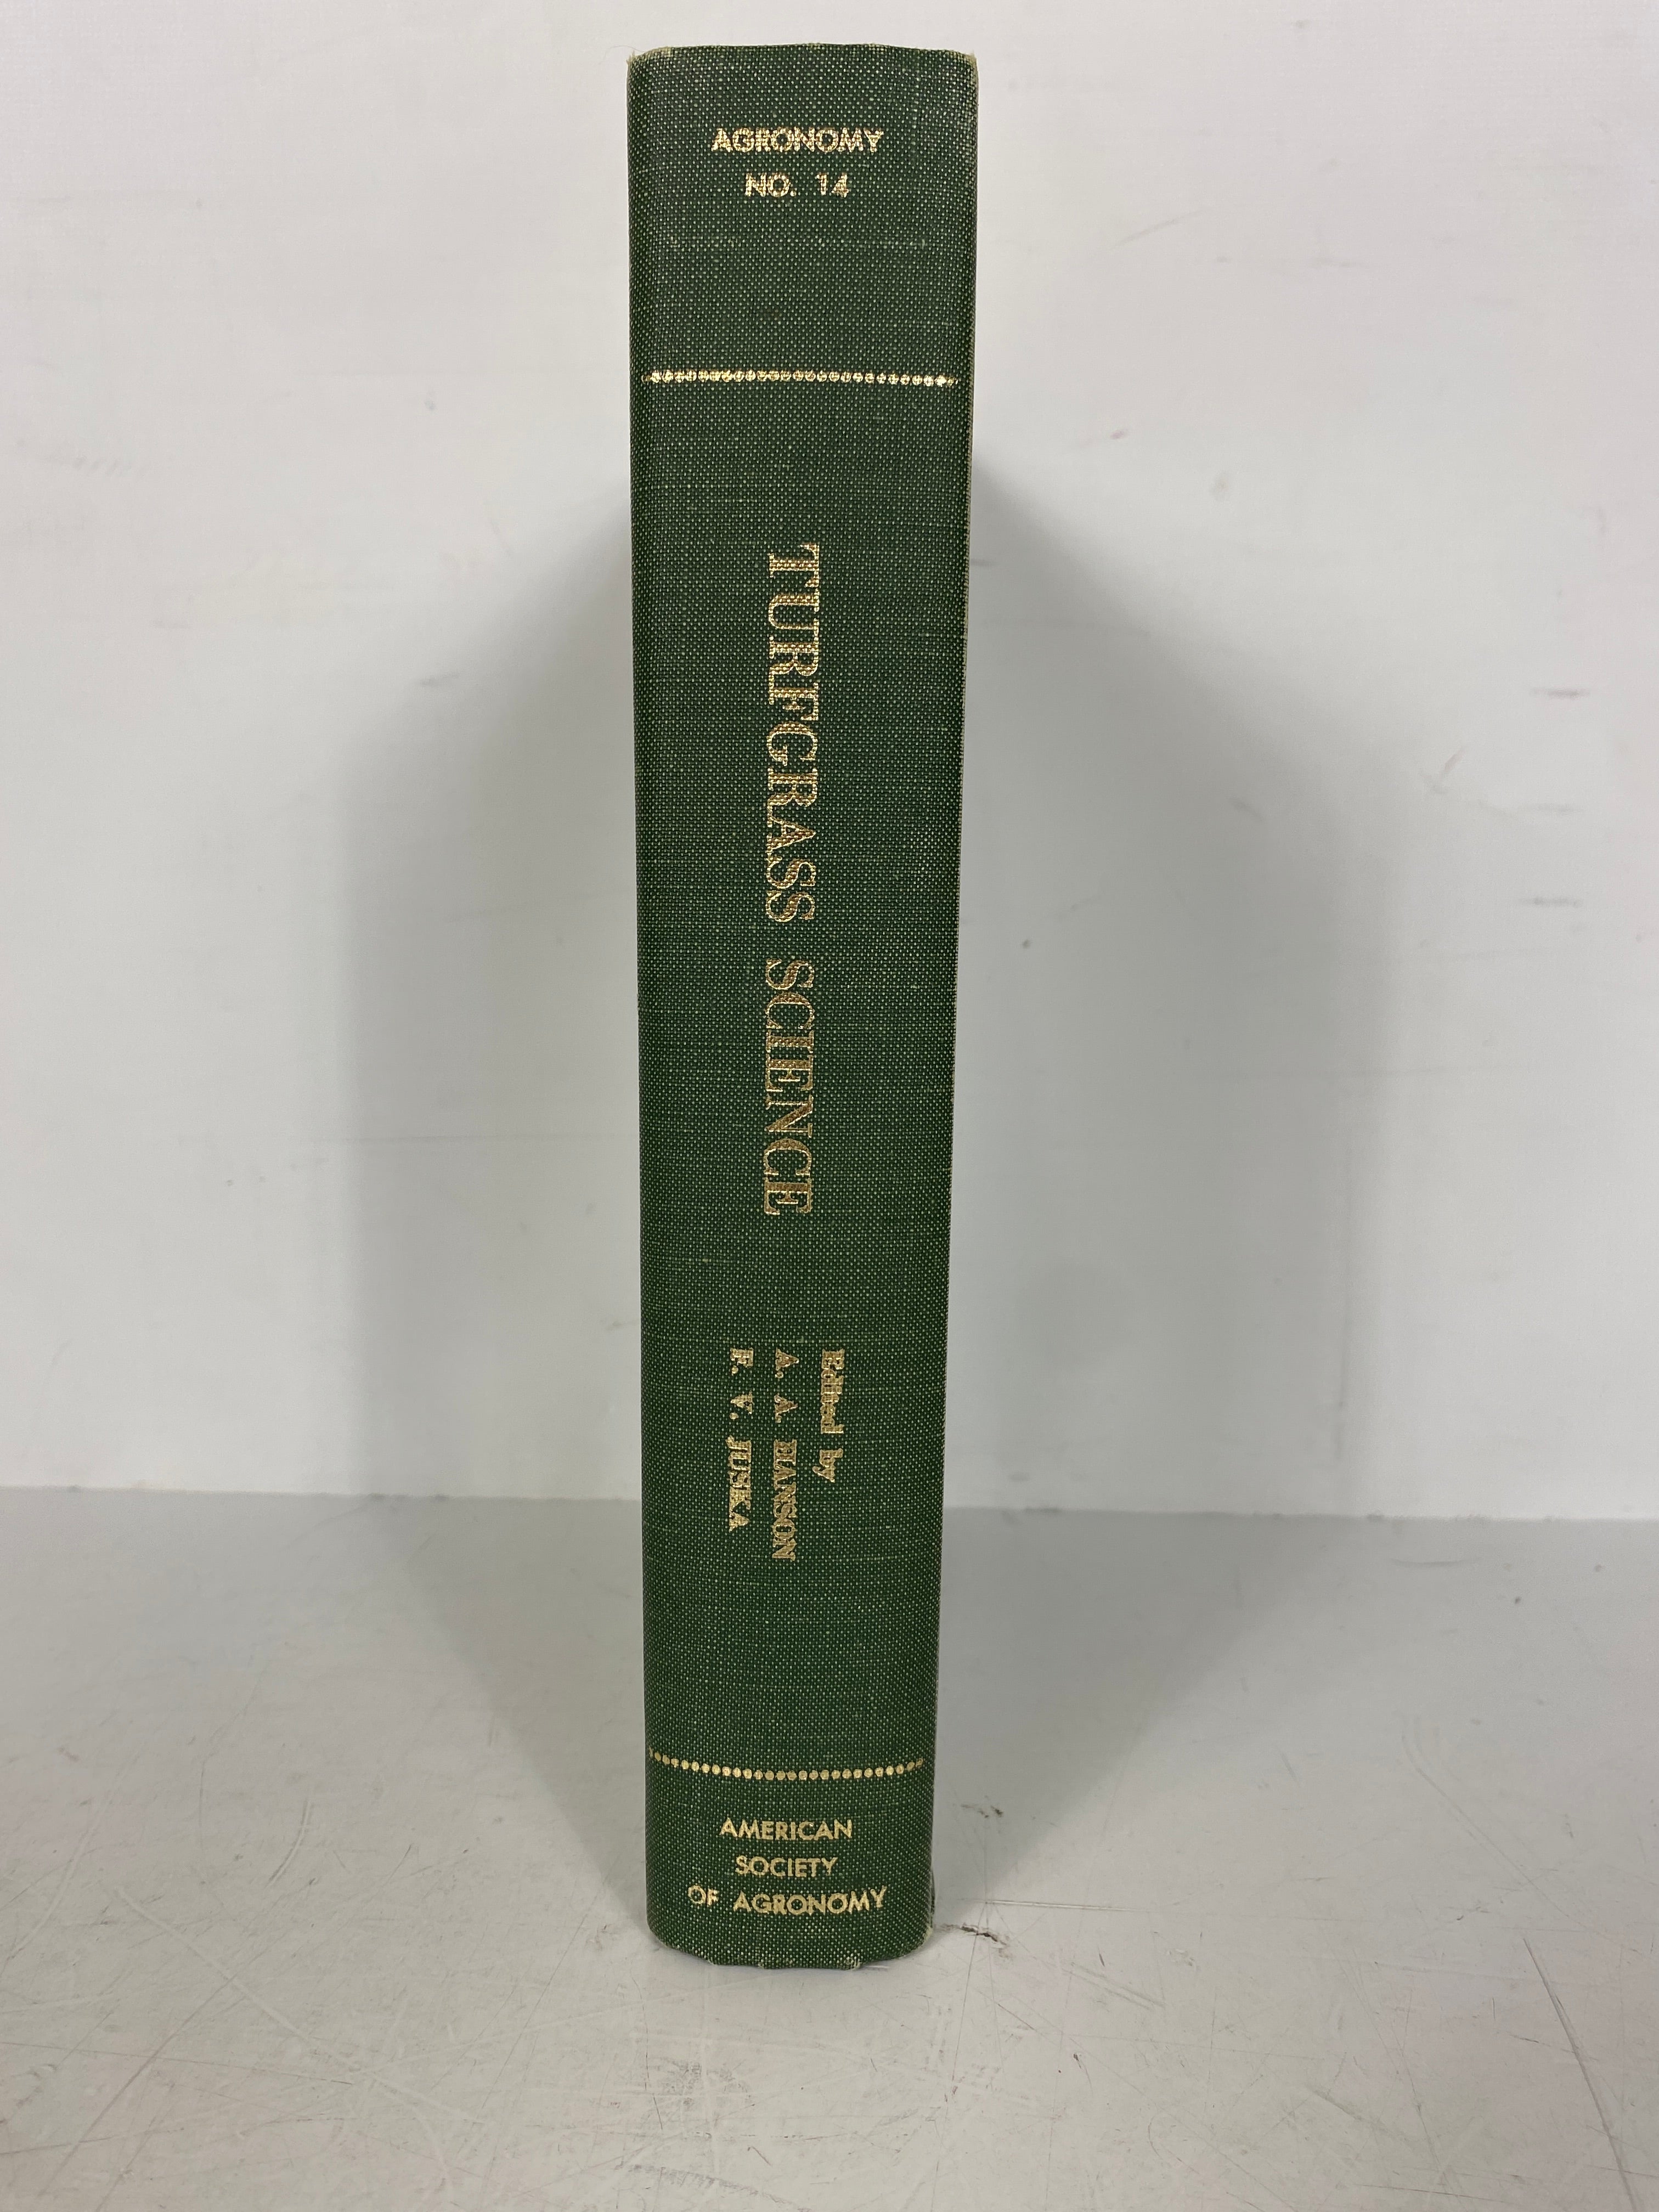 AGRONOMY
NO. 14
TURFGRASS SCIENCE
Edited by
A. A. HANSON
F. V. JUSKA
AMERICAN
SOCIETY
OF AGRONOMY